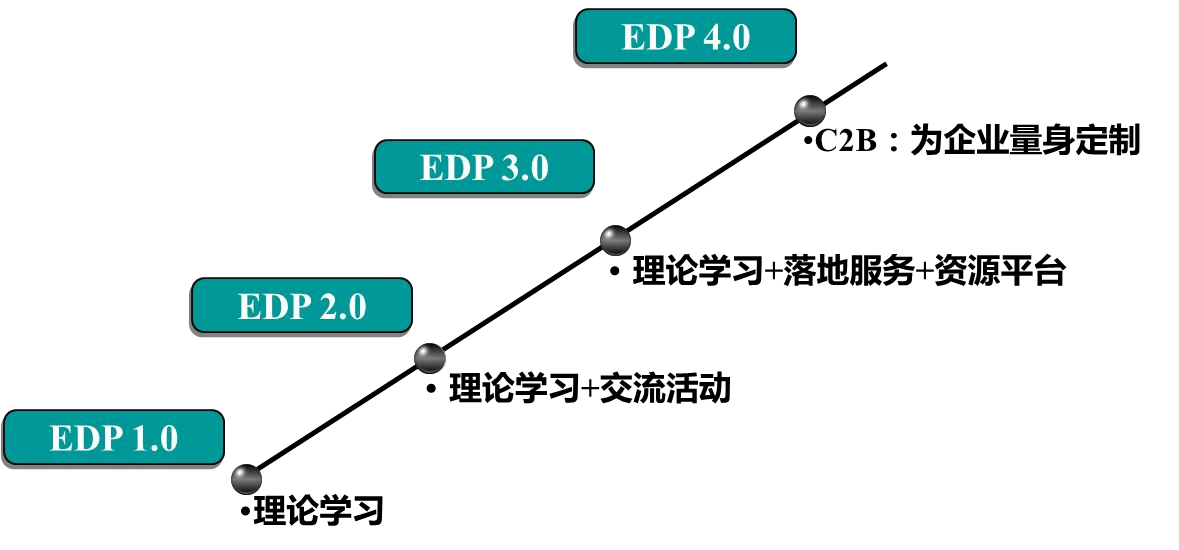 EDP 4.0
•C2B：为企业量身定制
EDP 3.0
• 理论学习+落地服务+资源平台
EDP 2.0
• 理论学习+交流活动
EDP 1.0
•理论学习